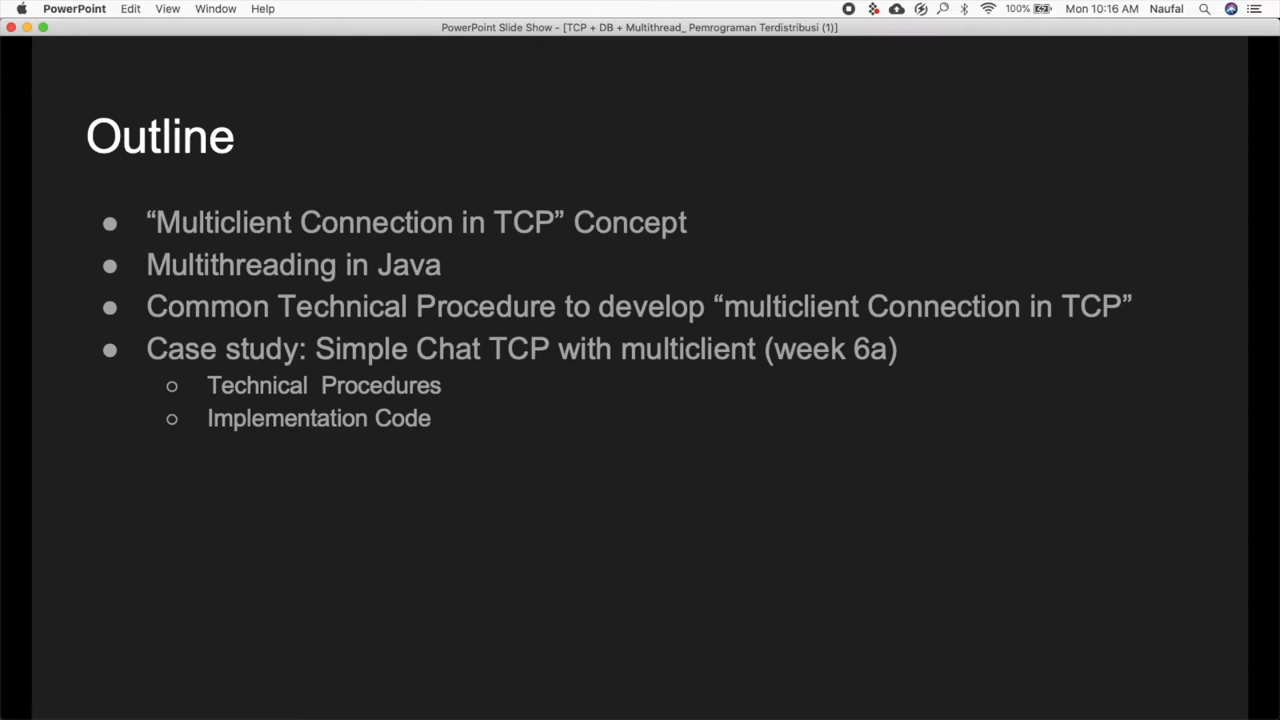 PowerPoint Edit View Window Help 100% Mon 10:16 AM Naufal
PowerPoint Slide Show - [TCP + DB + Multithread_ Pemrograman Terdistribusi (1)]
Outline
● “Multiclient Connection in TCP” Concept
● Multithreading in Java
● Common Technical Procedure to develop “multiclient Connection in TCP”
● Case study: Simple Chat TCP with multiclient (week 6a)
○ Technical Procedures
○ Implementation Code